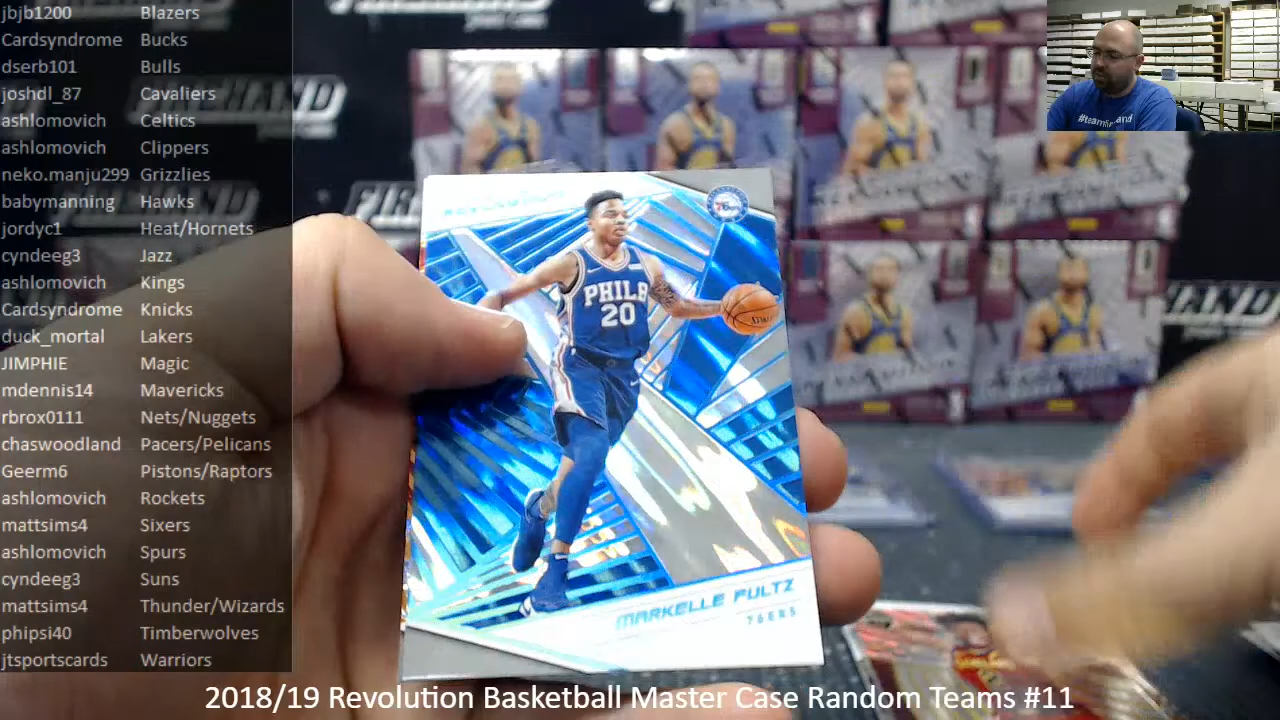 jbjb1200 Blazers
Cardsyndrome Bucks
dserb101 Bulls
joshdl_87 Cavaliers
ashlomovich Celtics
ashlomovich Clippers
neko.manju299 Grizzlies
babymanning Hawks
jordyc1 Heat/Hornets
cyndeeg3 Jazz
ashlomovich Kings
Cardsyndrome Knicks
duck_mortal Lakers
JIMPHIE Magic
mdennis14 Mavericks
rbrox0111 Nets/Nuggets
chaswoodland Pacers/Pelicans
Geerm6 Pistons/Raptors
ashlomovich Rockets
mattsims4 Sixers
ashlomovich Spurs
cyndeeg3 Suns
mattsims4 Thunder/Wizards
phipsi40 Timberwolves
jtsportscards Warriors
PHILA
20
MARKELLE FULTZ
76ERS
2018/19 Revolution Basketball Master Case Random Teams #11